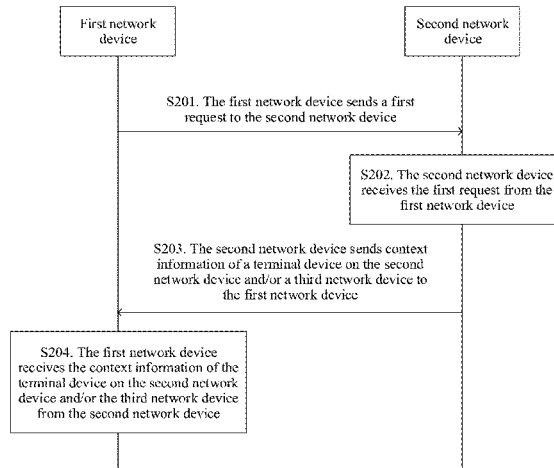 First network
device
Second network
device
S201. The first network device sends a first
request to the second network device
S202. The second network device
receives the first request from the
first network device
S203. The second network device sends context
information of a terminal device on the second
network device and/or a third network device to
the first network device
S204. The first network device
receives the context information of the
terminal device on the second network
device and/or the third network device
from the second network device